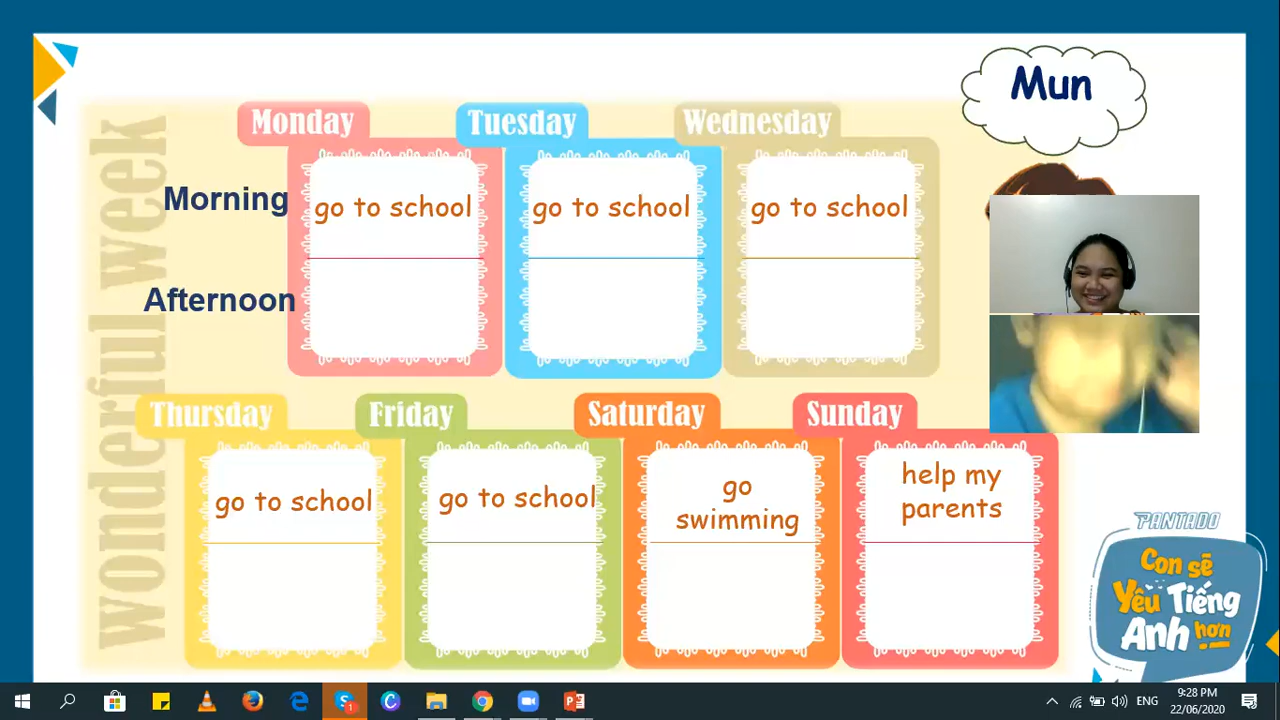 Mun
wonderful week
Monday
Tuesday
Wednesday
Morning
go to school
go to school
go to school
Afternoon
Thursday
Friday
Saturday
Sunday
go to school
go to school
go
swimming
help my
parents
PANTADO
Con sẽ
Yêu Tiếng
Anh hơn
1
ENG
9:28 PM
22/06/2020